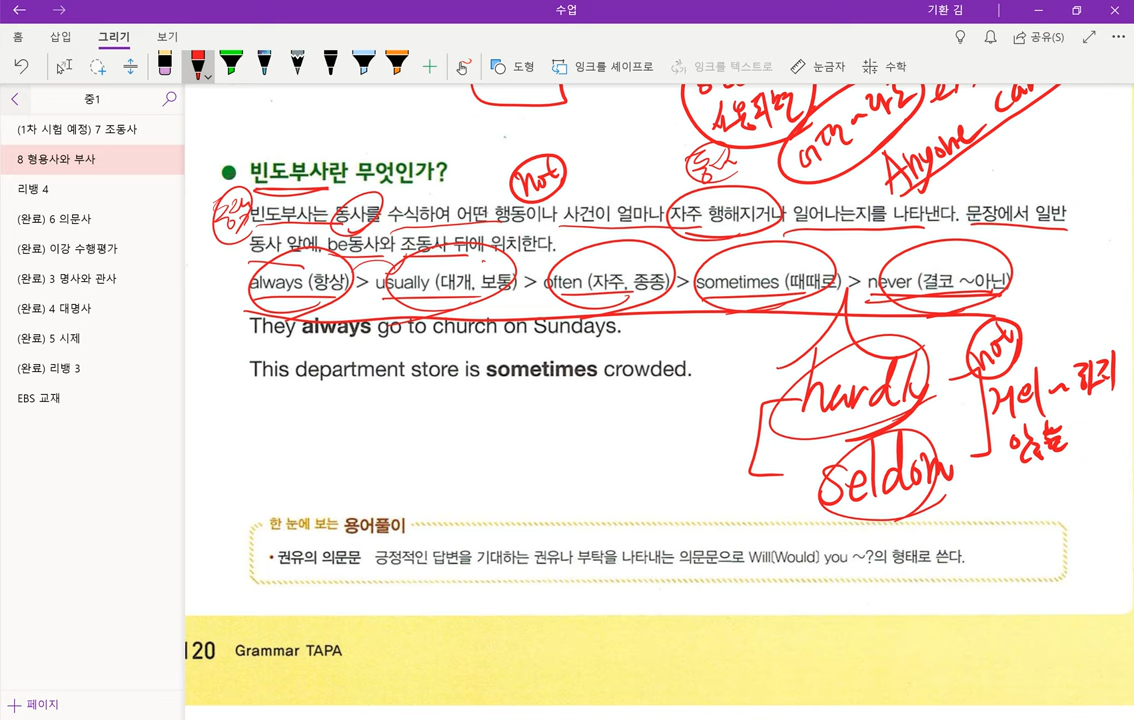 수업
기환 김
홈 삽입 그리기 보기
공유(S)
도형 잉크를 셰이프로 잉크를 텍스트로 눈금자 수학
중1
(1차 시험 예정) 7 조동사
8 형용사와 부사
리뱅 4
(완료) 6 의문사
(완료) 이강 수행평가
(완료) 3 명사와 관사
(완료) 4 대명사
(완료) 5 시제
(완료) 리뱅 3
EBS 교재
페이지
Anyone can
빈도부사란 무엇인가?
not
동사
빈도부사는 동사를 수식하여 어떤 행동이나 사건이 얼마나 자주 행해지거나 일어나는지를 나타낸다. 문장에서 일반
동사 앞에, be동사와 조동사 뒤에 위치한다.
always (항상) > usually (대개, 보통) > often (자주, 종종) > sometimes (때때로) > never (결코 ~아닌)
They always go to church on Sundays.
This department store is sometimes crowded.
not
hardly
거의 ~ 하지
않는
seldom
한 눈에 보는 용어풀이
• 권유의 의문문 긍정적인 답변을 기대하는 권유나 부탁을 나타내는 의문문으로 Will(Would) you ~?의 형태로 쓴다.
120 Grammar TAPA